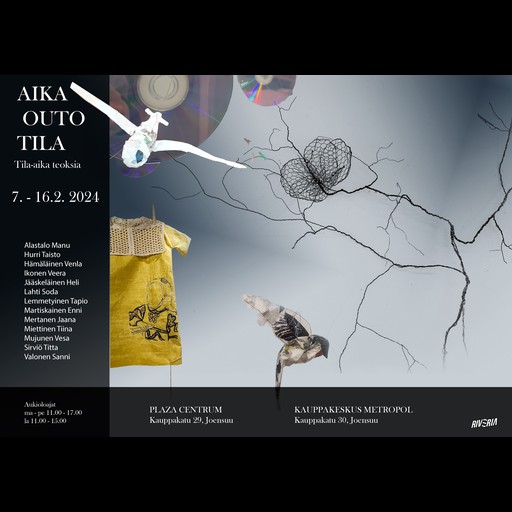 AIKA
OUTO
TILA
Tila-aika teoksia
7. - 16.2. 2024
Alastalo Manu
Hurri Taisto
Hämäläinen Venla
Ikonen Veera
Jääskeläinen Heli
Lahti Soda
Lemmetyinen Tapio
Martiskainen Enni
Mertanen Jaana
Miettinen Tiina
Mujunen Vesa
Sirviö Titta
Valonen Sanni
Aukioloajat
ma - pe 11.00 - 17.00
la 11.00 - 15.00
PLAZA CENTRUM
Kauppakatu 29, Joensuu
KAUPPAKESKUS METROPOL
Kauppakatu 30, Joensuu
RIVERIA